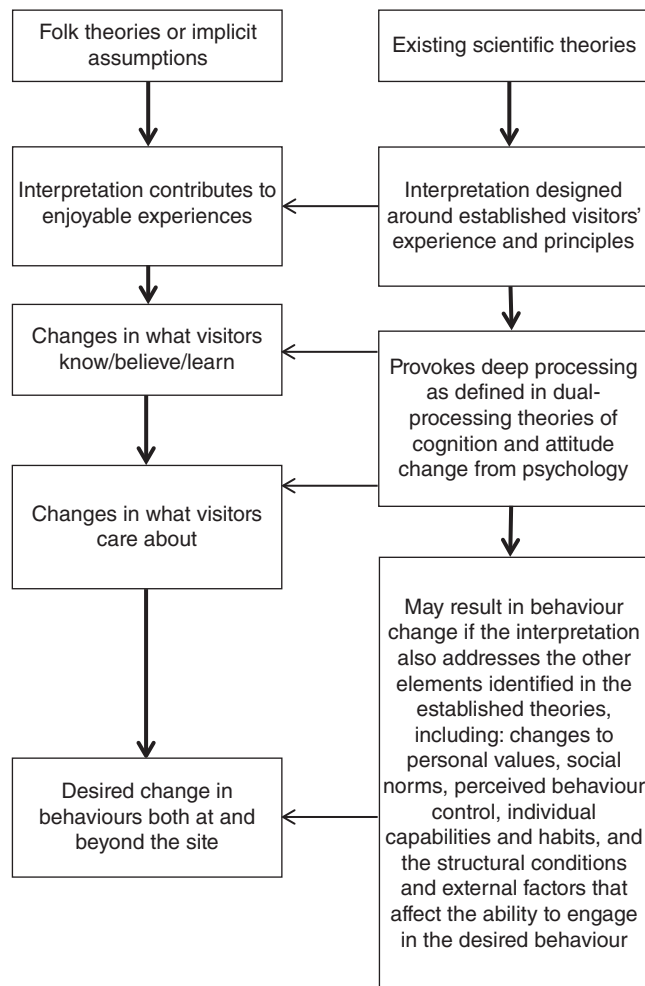 Folk theories or implicit
assumptions
Existing scientific theories
Interpretation contributes to
enjoyable experiences
Interpretation designed
around established visitors’
experience and principles
Changes in what visitors
know/believe/learn
Provokes deep processing
as defined in dual-
processing theories of
cognition and attitude
change from psychology
Changes in what visitors
care about
May result in behaviour
change if the interpretation
also addresses the other
elements identified in the
established theories,
including: changes to
personal values, social
norms, perceived behaviour
control, individual
capabilities and habits, and
the structural conditions
and external factors that
affect the ability to engage
in the desired behaviour
Desired change in
behaviours both at and
beyond the site